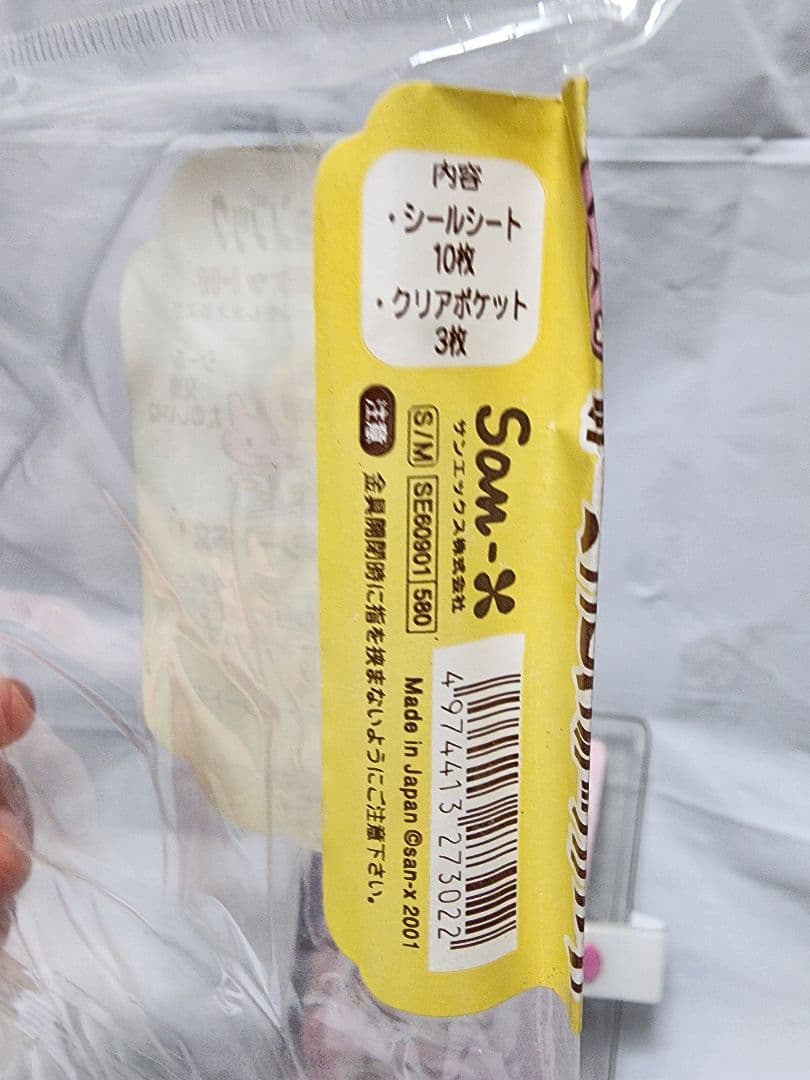 内容
・シールシート
10枚
・クリアポケット
3枚
San-X
サンエックス株式会社
S/M SE60901 580
注意
金具開閉時に指を挟まないようにご注意下さい。
Made in Japan ©san-x 2001
4974413 273022